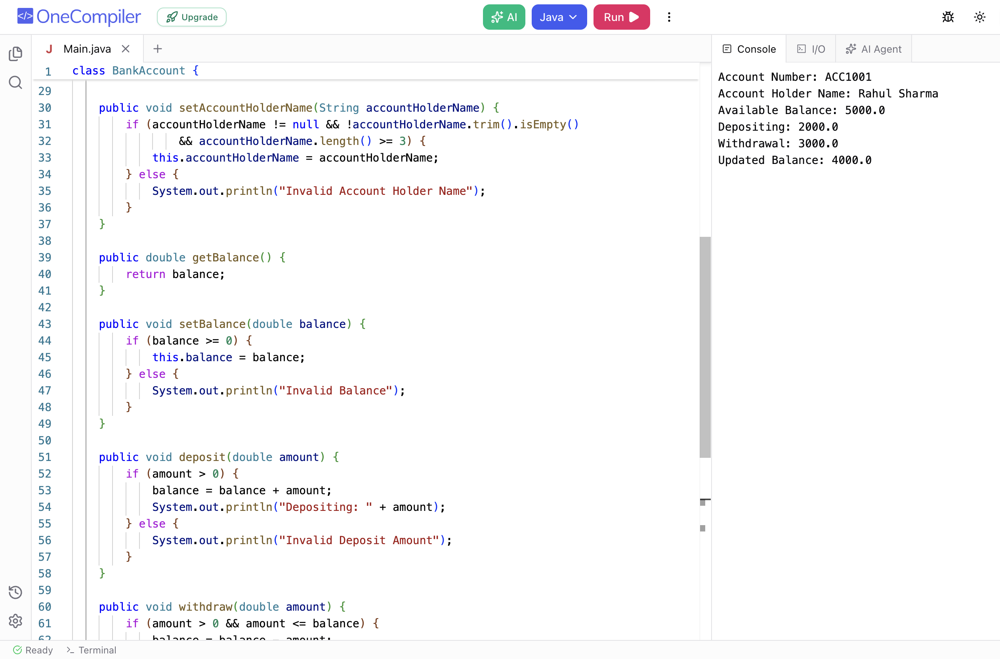 </> OneCompiler
Upgrade
AI
Java
Run
J Main.java
1 class BankAccount {
29
30 public void setAccountHolderName(String accountHolderName) {
31 if (accountHolderName != null && !accountHolderName.trim().isEmpty()
32 && accountHolderName.length() >= 3) {
33 this.accountHolderName = accountHolderName;
34 } else {
35 System.out.println("Invalid Account Holder Name");
36 }
37 }
38
39 public double getBalance() {
40 return balance;
41 }
42
43 public void setBalance(double balance) {
44 if (balance >= 0) {
45 this.balance = balance;
46 } else {
47 System.out.println("Invalid Balance");
48 }
49 }
50
51 public void deposit(double amount) {
52 if (amount > 0) {
53 balance = balance + amount;
54 System.out.println("Depositing: " + amount);
55 } else {
56 System.out.println("Invalid Deposit Amount");
57 }
58 }
59
60 public void withdraw(double amount) {
61 if (amount > 0 && amount <= balance) {
62 balance = balance - amount;
Console
I/O
AI Agent
Account Number: ACC1001
Account Holder Name: Rahul Sharma
Available Balance: 5000.0
Depositing: 2000.0
Withdrawal: 3000.0
Updated Balance: 4000.0
Ready
Terminal